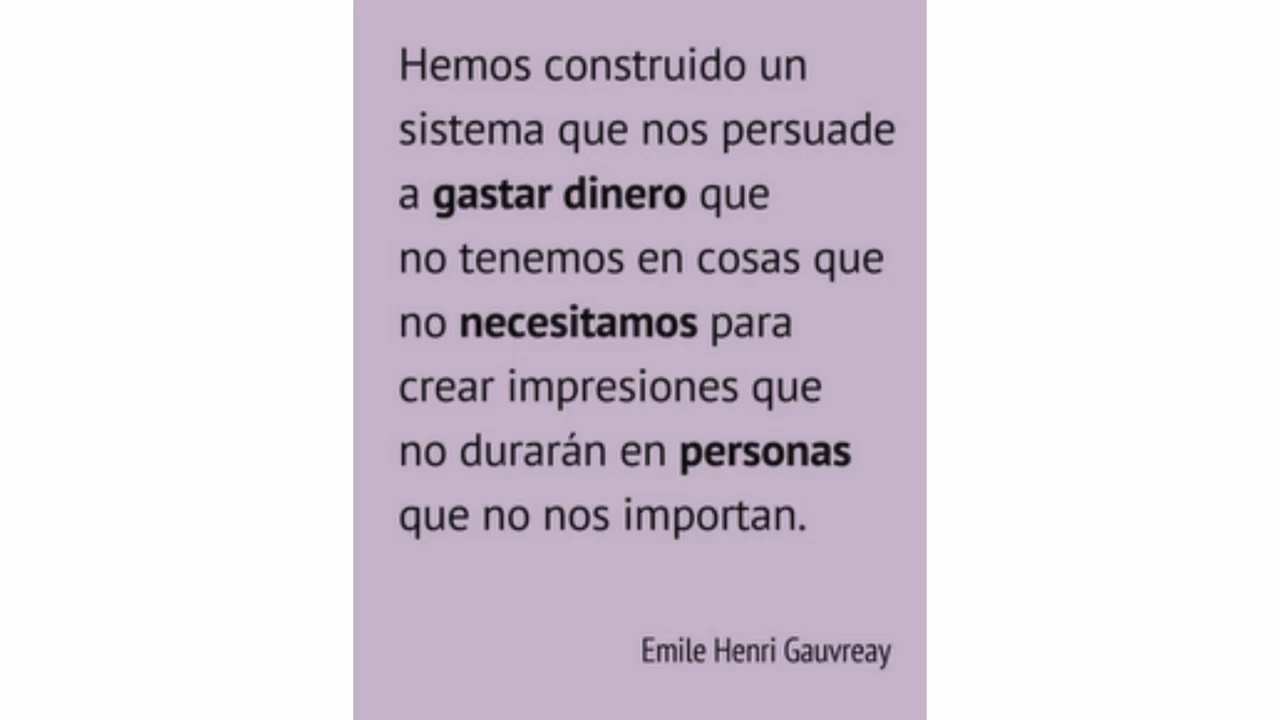 Hemos construido un
sistema que nos persuade
a gastar dinero que
no tenemos en cosas que
no necesitamos para
crear impresiones que
no durarán en personas
que no nos importan.
Emile Henri Gauvreay